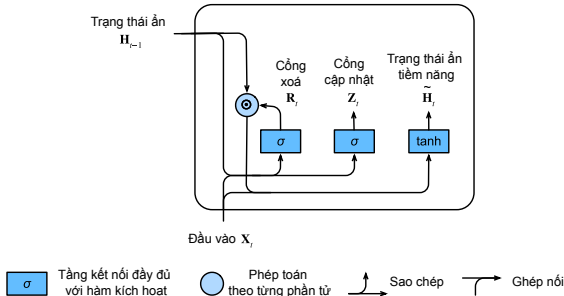 Trạng thái ẩn
H_{t−1}
Cổng
xoá
R_t
Cổng
cập nhật
Z_t
Trạng thái ẩn
tiềm năng
H̃_t
σ
σ
tanh
Đầu vào X_t
σ
Tầng kết nối đầy đủ
với hàm kích hoạt
Phép toán
theo từng phần tử
Sao chép
Ghép nối